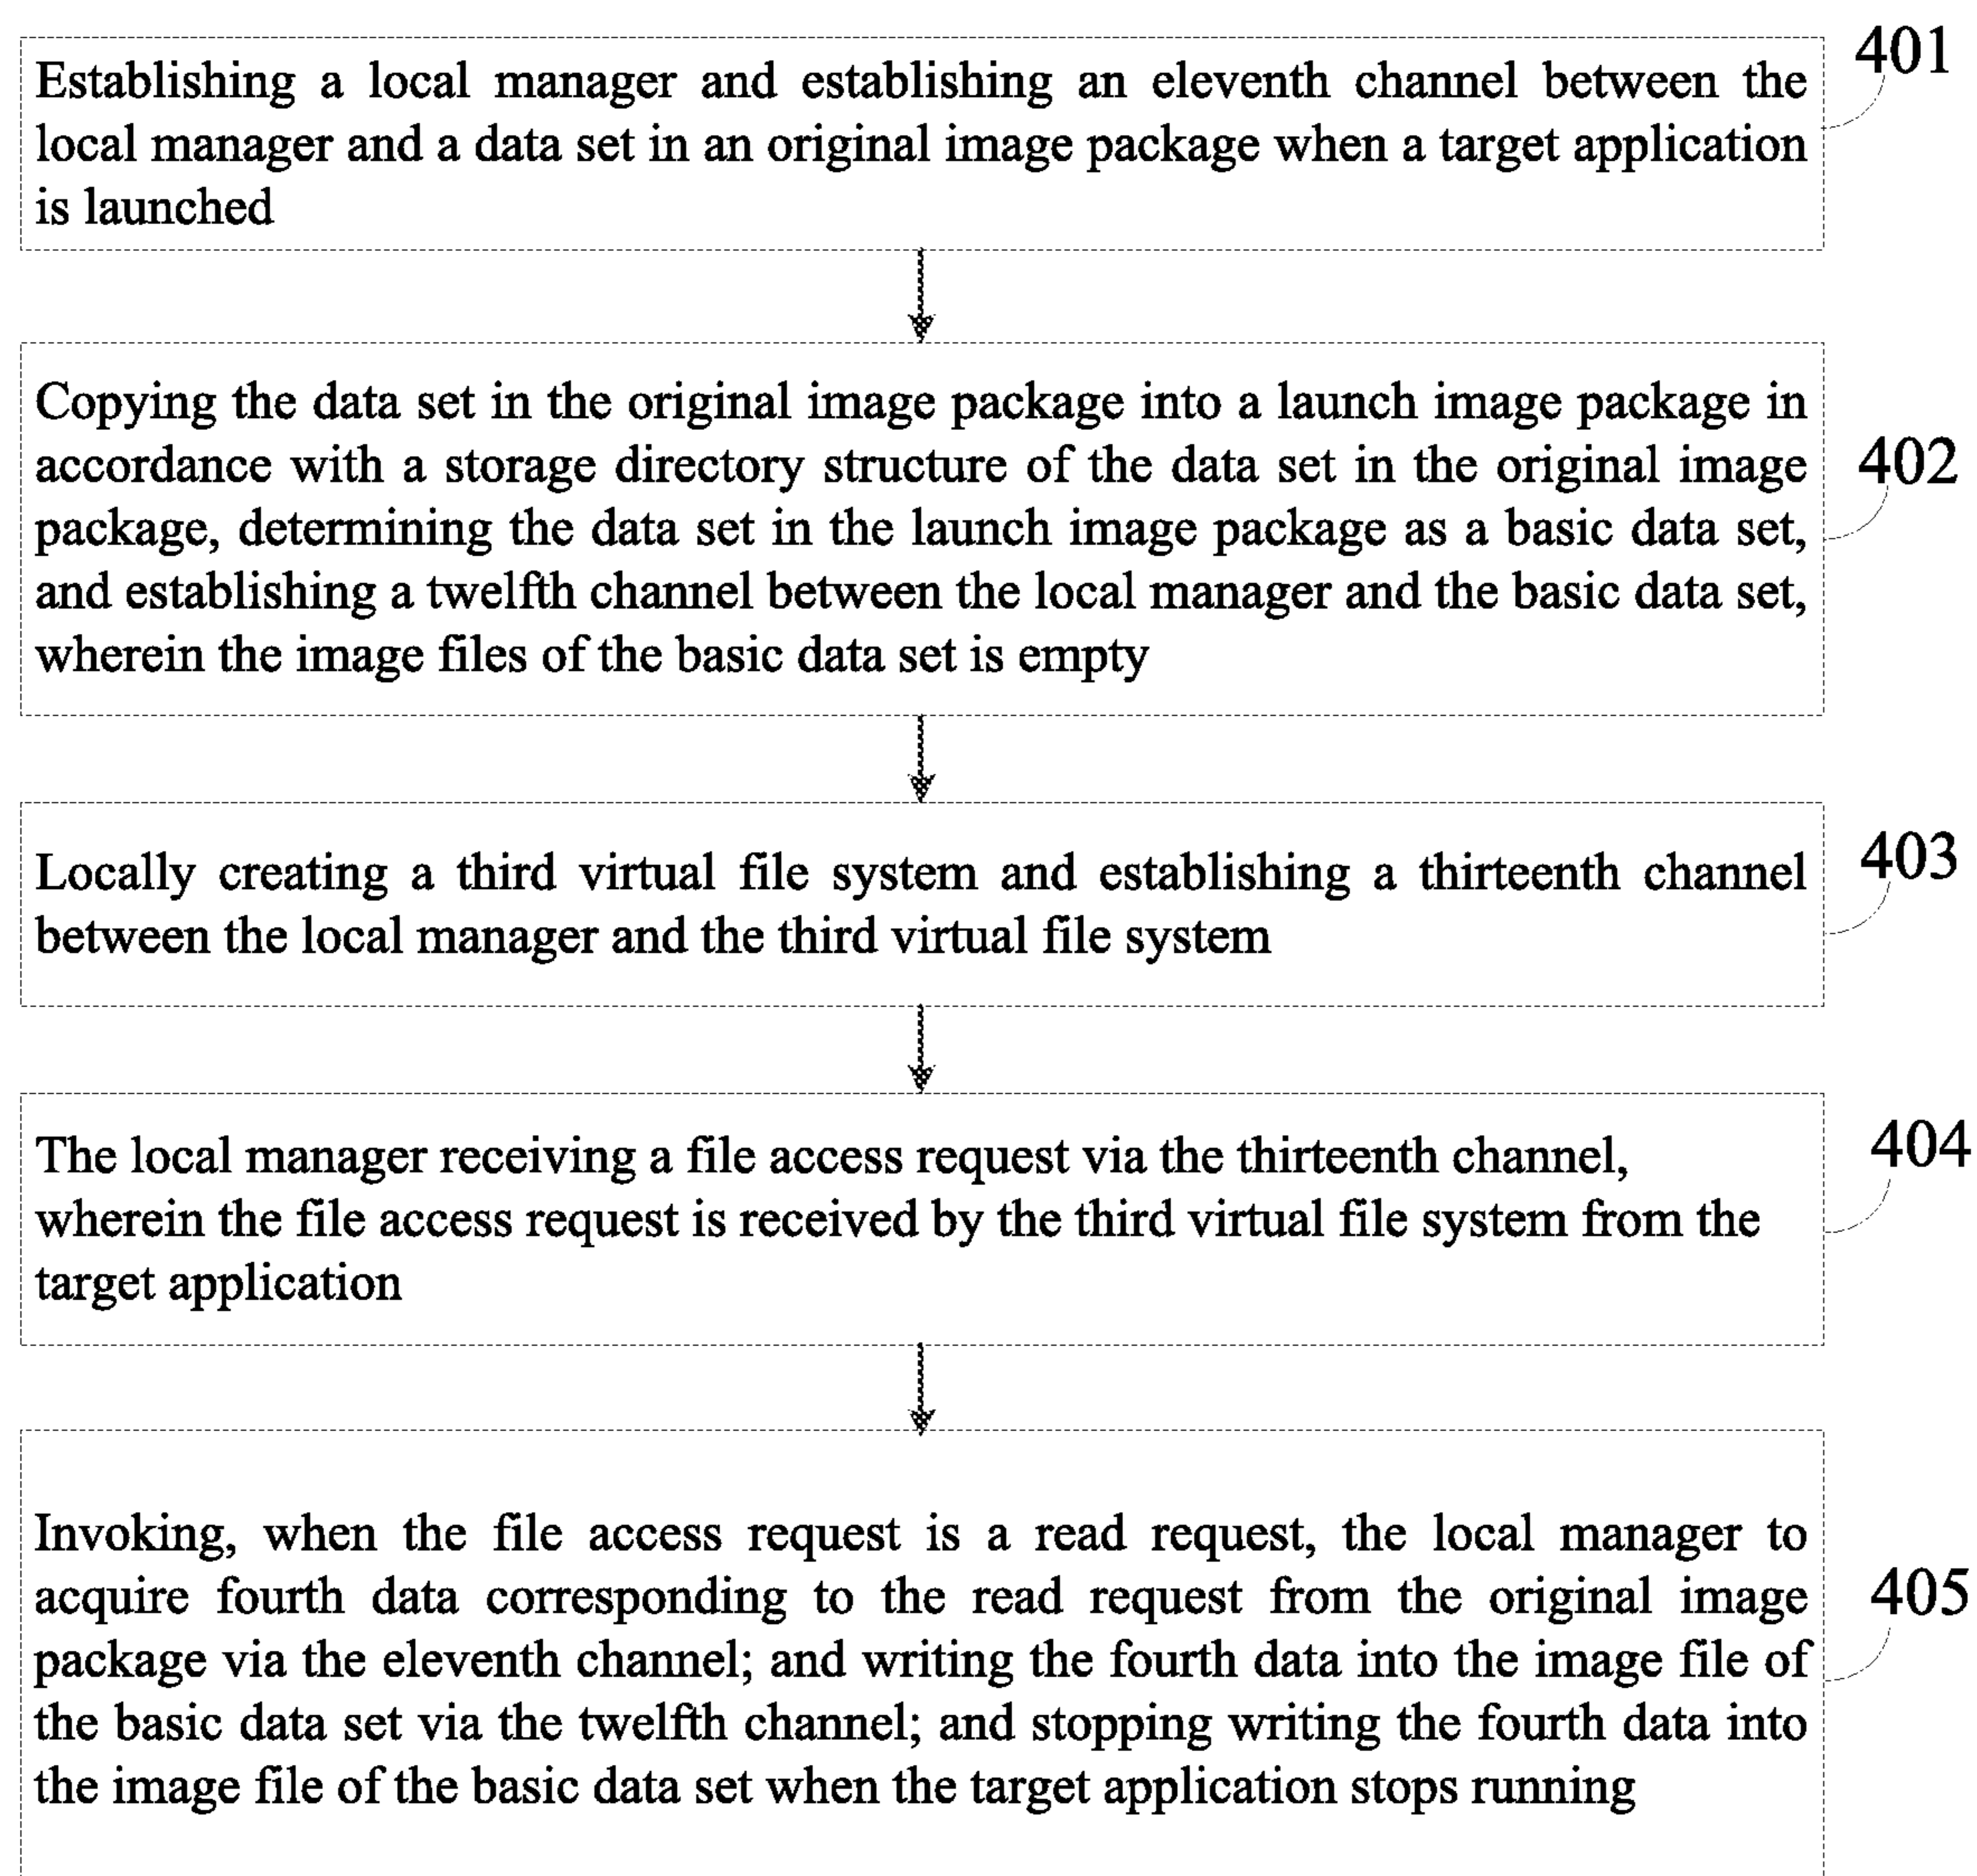 401
Establishing a local manager and establishing an eleventh channel between the
local manager and a data set in an original image package when a target application
is launched
Copying the data set in the original image package into a launch image package in
accordance with a storage directory structure of the data set in the original image
402
package, determining the data set in the launch image package as a basic data set,
and establishing a twelfth channel between the local manager and the basic data set,
wherein the image files of the basic data set is empty
403
Locally creating a third virtual file system and establishing a thirteenth channel
between the local manager and the third virtual file system
404
The local manager receiving a file access request via the thirteenth channel,
wherein the file access request is received by the third virtual file system from the
target application
Invoking, when the file access request is a read request, the local manager to
acquire fourth data corresponding to the read request from the original image
405
package via the eleventh channel; and writing the fourth data into the image file of
the basic data set via the twelfth channel; and stopping writing the fourth data into
the image file of the basic data set when the target application stops running